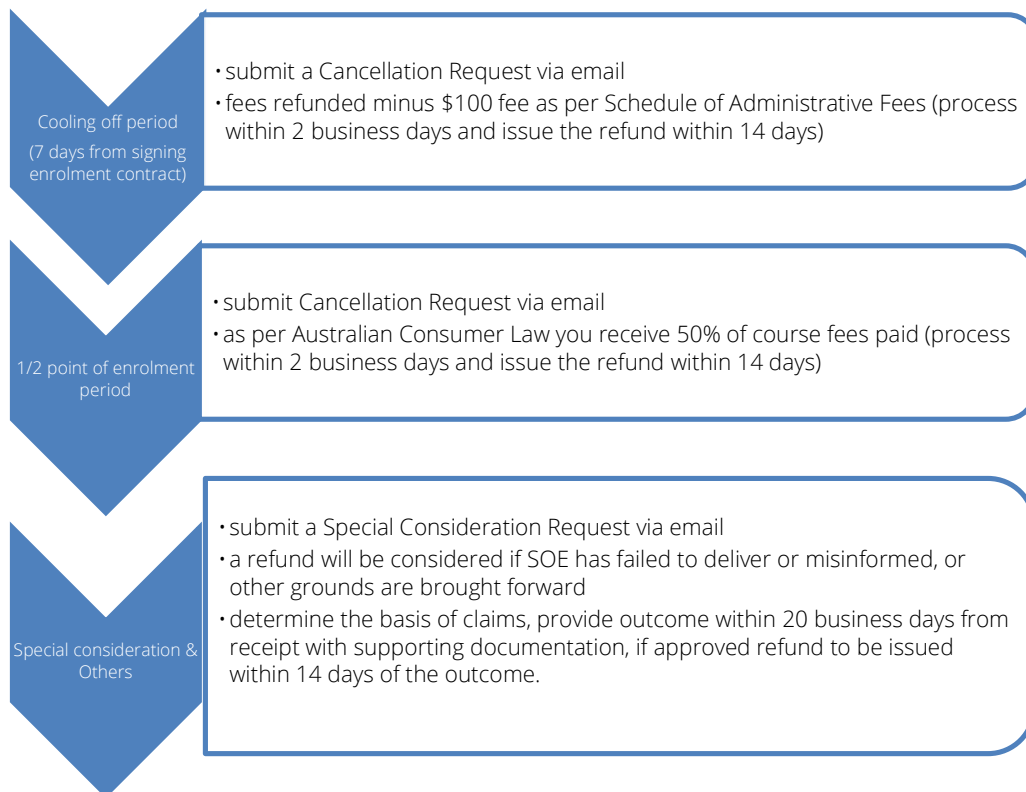 Cooling off period
(7 days from signing
enrolment contract)
• submit a Cancellation Request via email
• fees refunded minus $100 fee as per Schedule of Administrative Fees (process
within 2 business days and issue the refund within 14 days)
1/2 point of enrolment
period
• submit Cancellation Request via email
• as per Australian Consumer Law you receive 50% of course fees paid (process
within 2 business days and issue the refund within 14 days)
Special consideration &
Others
• submit a Special Consideration Request via email
• a refund will be considered if SOE has failed to deliver or misinformed, or
other grounds are brought forward
• determine the basis of claims, provide outcome within 20 business days from
receipt with supporting documentation, if approved refund to be issued
within 14 days of the outcome.